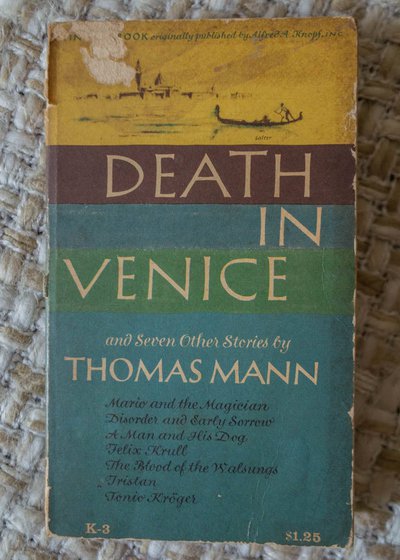 BOOK originally published by Alfred A. Knopf, INC
Salter
DEATH
IN
VENICE
and Seven Other Stories by
THOMAS MANN
Mario and the Magician
Disorder and Early Sorrow
A Man and His Dog
Felix Krull
The Blood of the Walsungs
Tristan
Tonio Kröger
K-3
$1.25